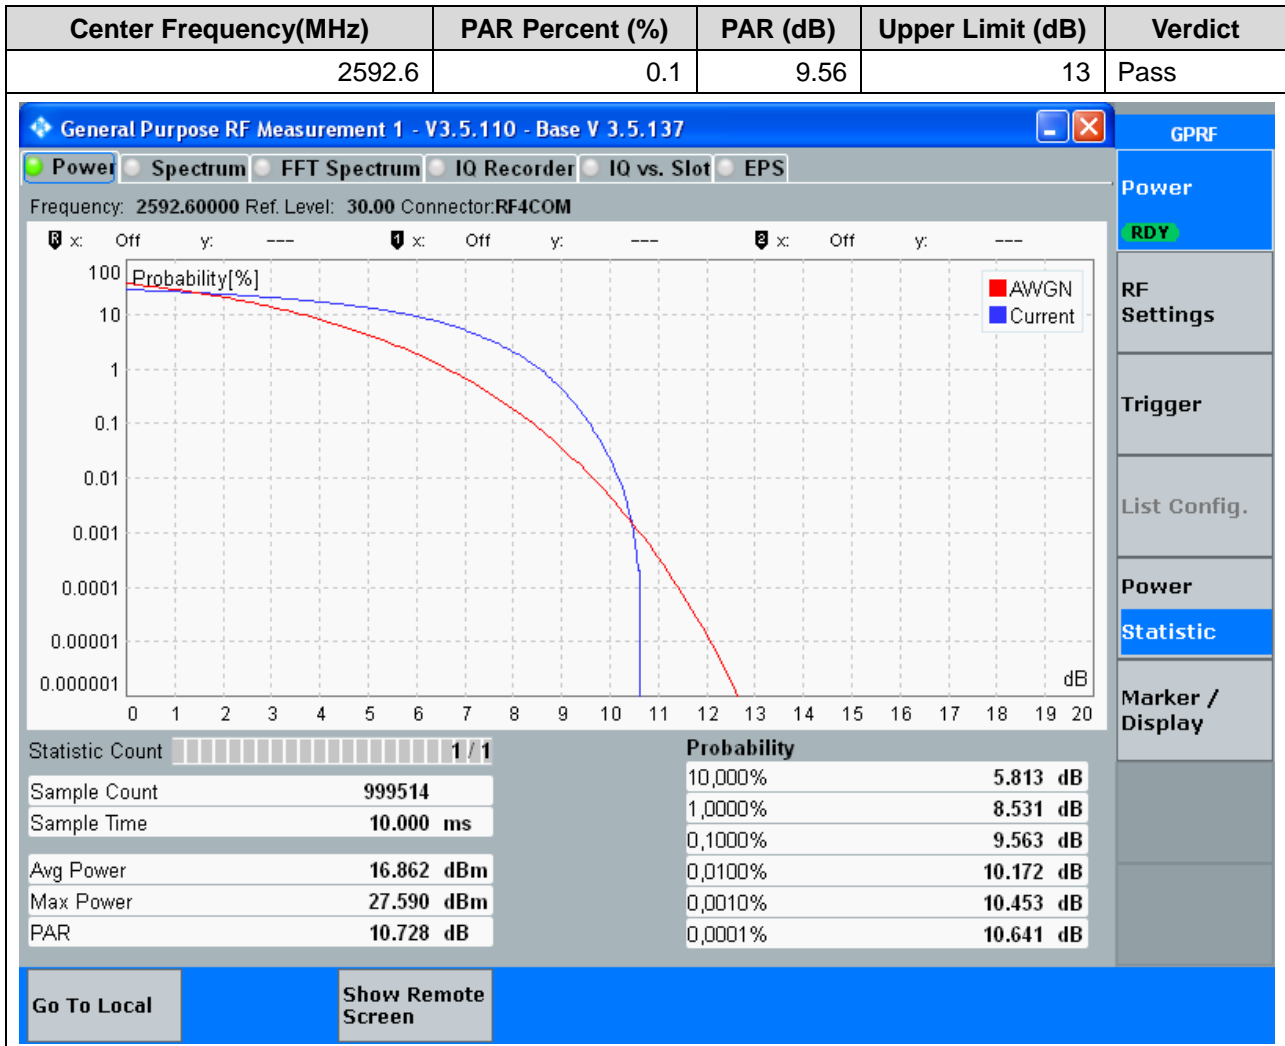 Center Frequency(MHz) PAR Percent (%) PAR (dB) Upper Limit (dB) Verdict
2592.6 0.1 9.56 13 Pass
General Purpose RF Measurement 1 - V3.5.110 - Base V 3.5.137
GPRF
Power Spectrum FFT Spectrum IQ Recorder IQ vs. Slot EPS
Power
RDY
Frequency: 2592.60000 Ref. Level: 30.00 Connector:RF4COM
R x: Off y: --- 1 x: Off y: --- 2 x: Off y: ---
Probability[%]
AWGN
Current
100
10
1
0.1
0.01
0.001
0.0001
0.00001
0.000001
dB
0 1 2 3 4 5 6 7 8 9 10 11 12 13 14 15 16 17 18 19 20
RF
Settings
Trigger
List Config.
Power
Statistic
Marker /
Display
Statistic Count 1 / 1
Sample Count 999514
Sample Time 10.000 ms
Avg Power 16.862 dBm
Max Power 27.590 dBm
PAR 10.728 dB
Probability
10,000% 5.813 dB
1,0000% 8.531 dB
0,1000% 9.563 dB
0,0100% 10.172 dB
0,0010% 10.453 dB
0,0001% 10.641 dB
Go To Local
Show Remote
Screen